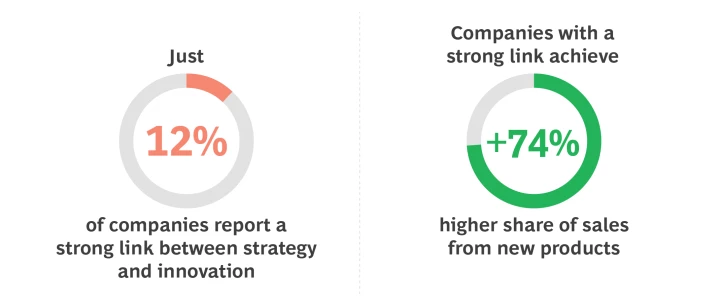 Just
12%
of companies report a
strong link between strategy
and innovation
Companies with a
strong link achieve
+74%
higher share of sales
from new products